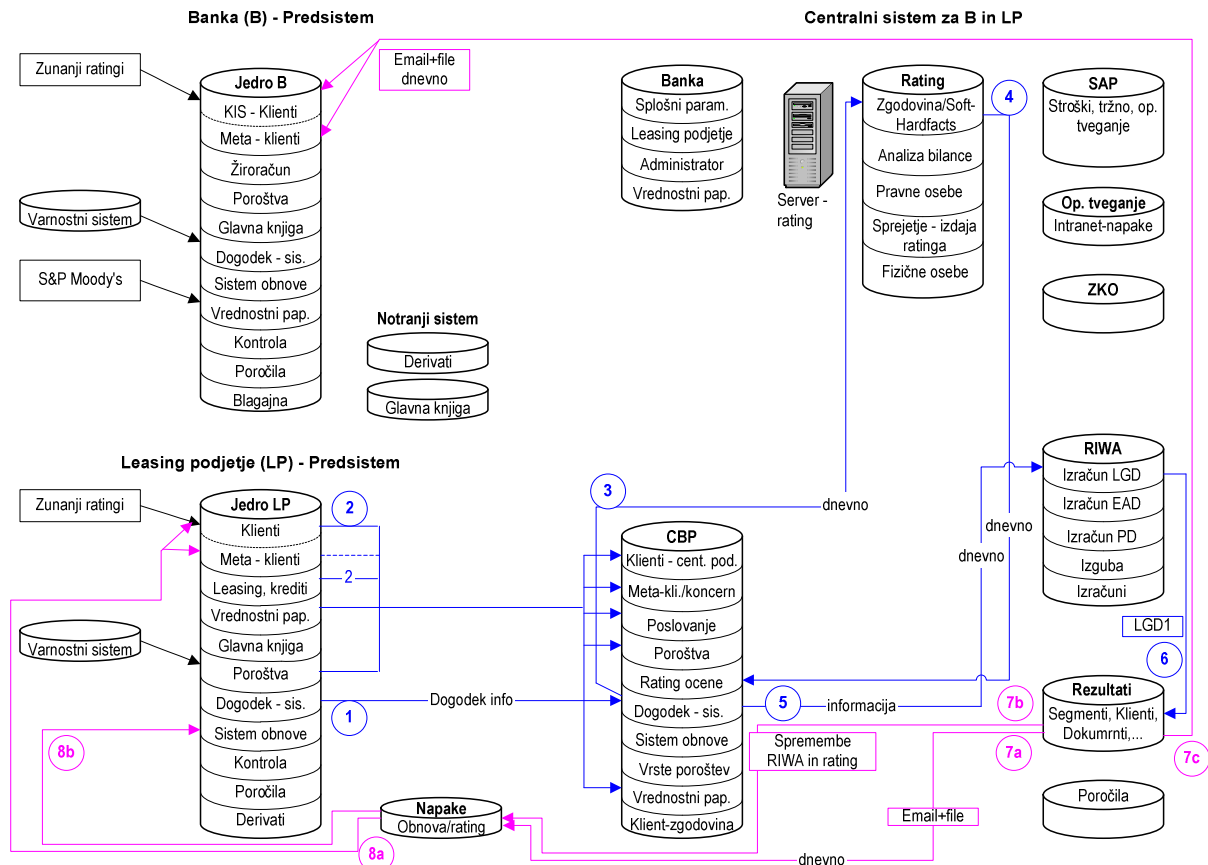 Banka (B) - Predsistem
Centralni sistem za B in LP
Zunanji ratingi
Jedro B
KIS - Klienti
Meta - klienti
Žiroračun
Poroštva
Glavna knjiga
Dogodek - sis.
Sistem obnove
Vrednostni pap.
Kontrola
Poročila
Blagajna
Email+file
dnevno
Varnostni sistem
S&P Moody's
Notranji sistem
Derivati
Glavna knjiga
Banka
Splošni param.
Leasing podjetje
Administrator
Vrednostni pap.
Server -
rating
Rating
Zgodovina/Soft-
Hardfacts
Analiza bilance
Pravne osebe
Sprejetje - izdaja
ratinga
Fizične osebe
4
SAP
Stroški, tržno, op.
tveganje
Op. tveganje
Intranet-napake
ZKO
Leasing podjetje (LP) - Predsistem
Zunanji ratingi
Jedro LP
Klienti
Meta - klienti
Leasing, krediti
Vrednostni pap.
Glavna knjiga
Poroštva
Dogodek - sis.
Sistem obnove
Kontrola
Poročila
Derivati
2
2
Varnostni sistem
1
Dogodek info
3
dnevno
CBP
Klienti - cent. pod.
Meta-kli./koncern
Poslovanje
Poroštva
Rating ocene
Dogodek - sis.
Sistem obnove
Vrste poroštev
Vrednostni pap.
Klient-zgodovina
dnevno
dnevno
RIWA
Izračun LGD
Izračun EAD
Izračun PD
Izguba
Izračuni
LGD1
6
5
informacija
7b
7a
7c
Rezultati
Segmenti, Klienti,
Dokumrnti,...
Spremembe
RIWA in rating
8b
Napake
Obnova/rating
8a
Email+file
dnevno
Poročila